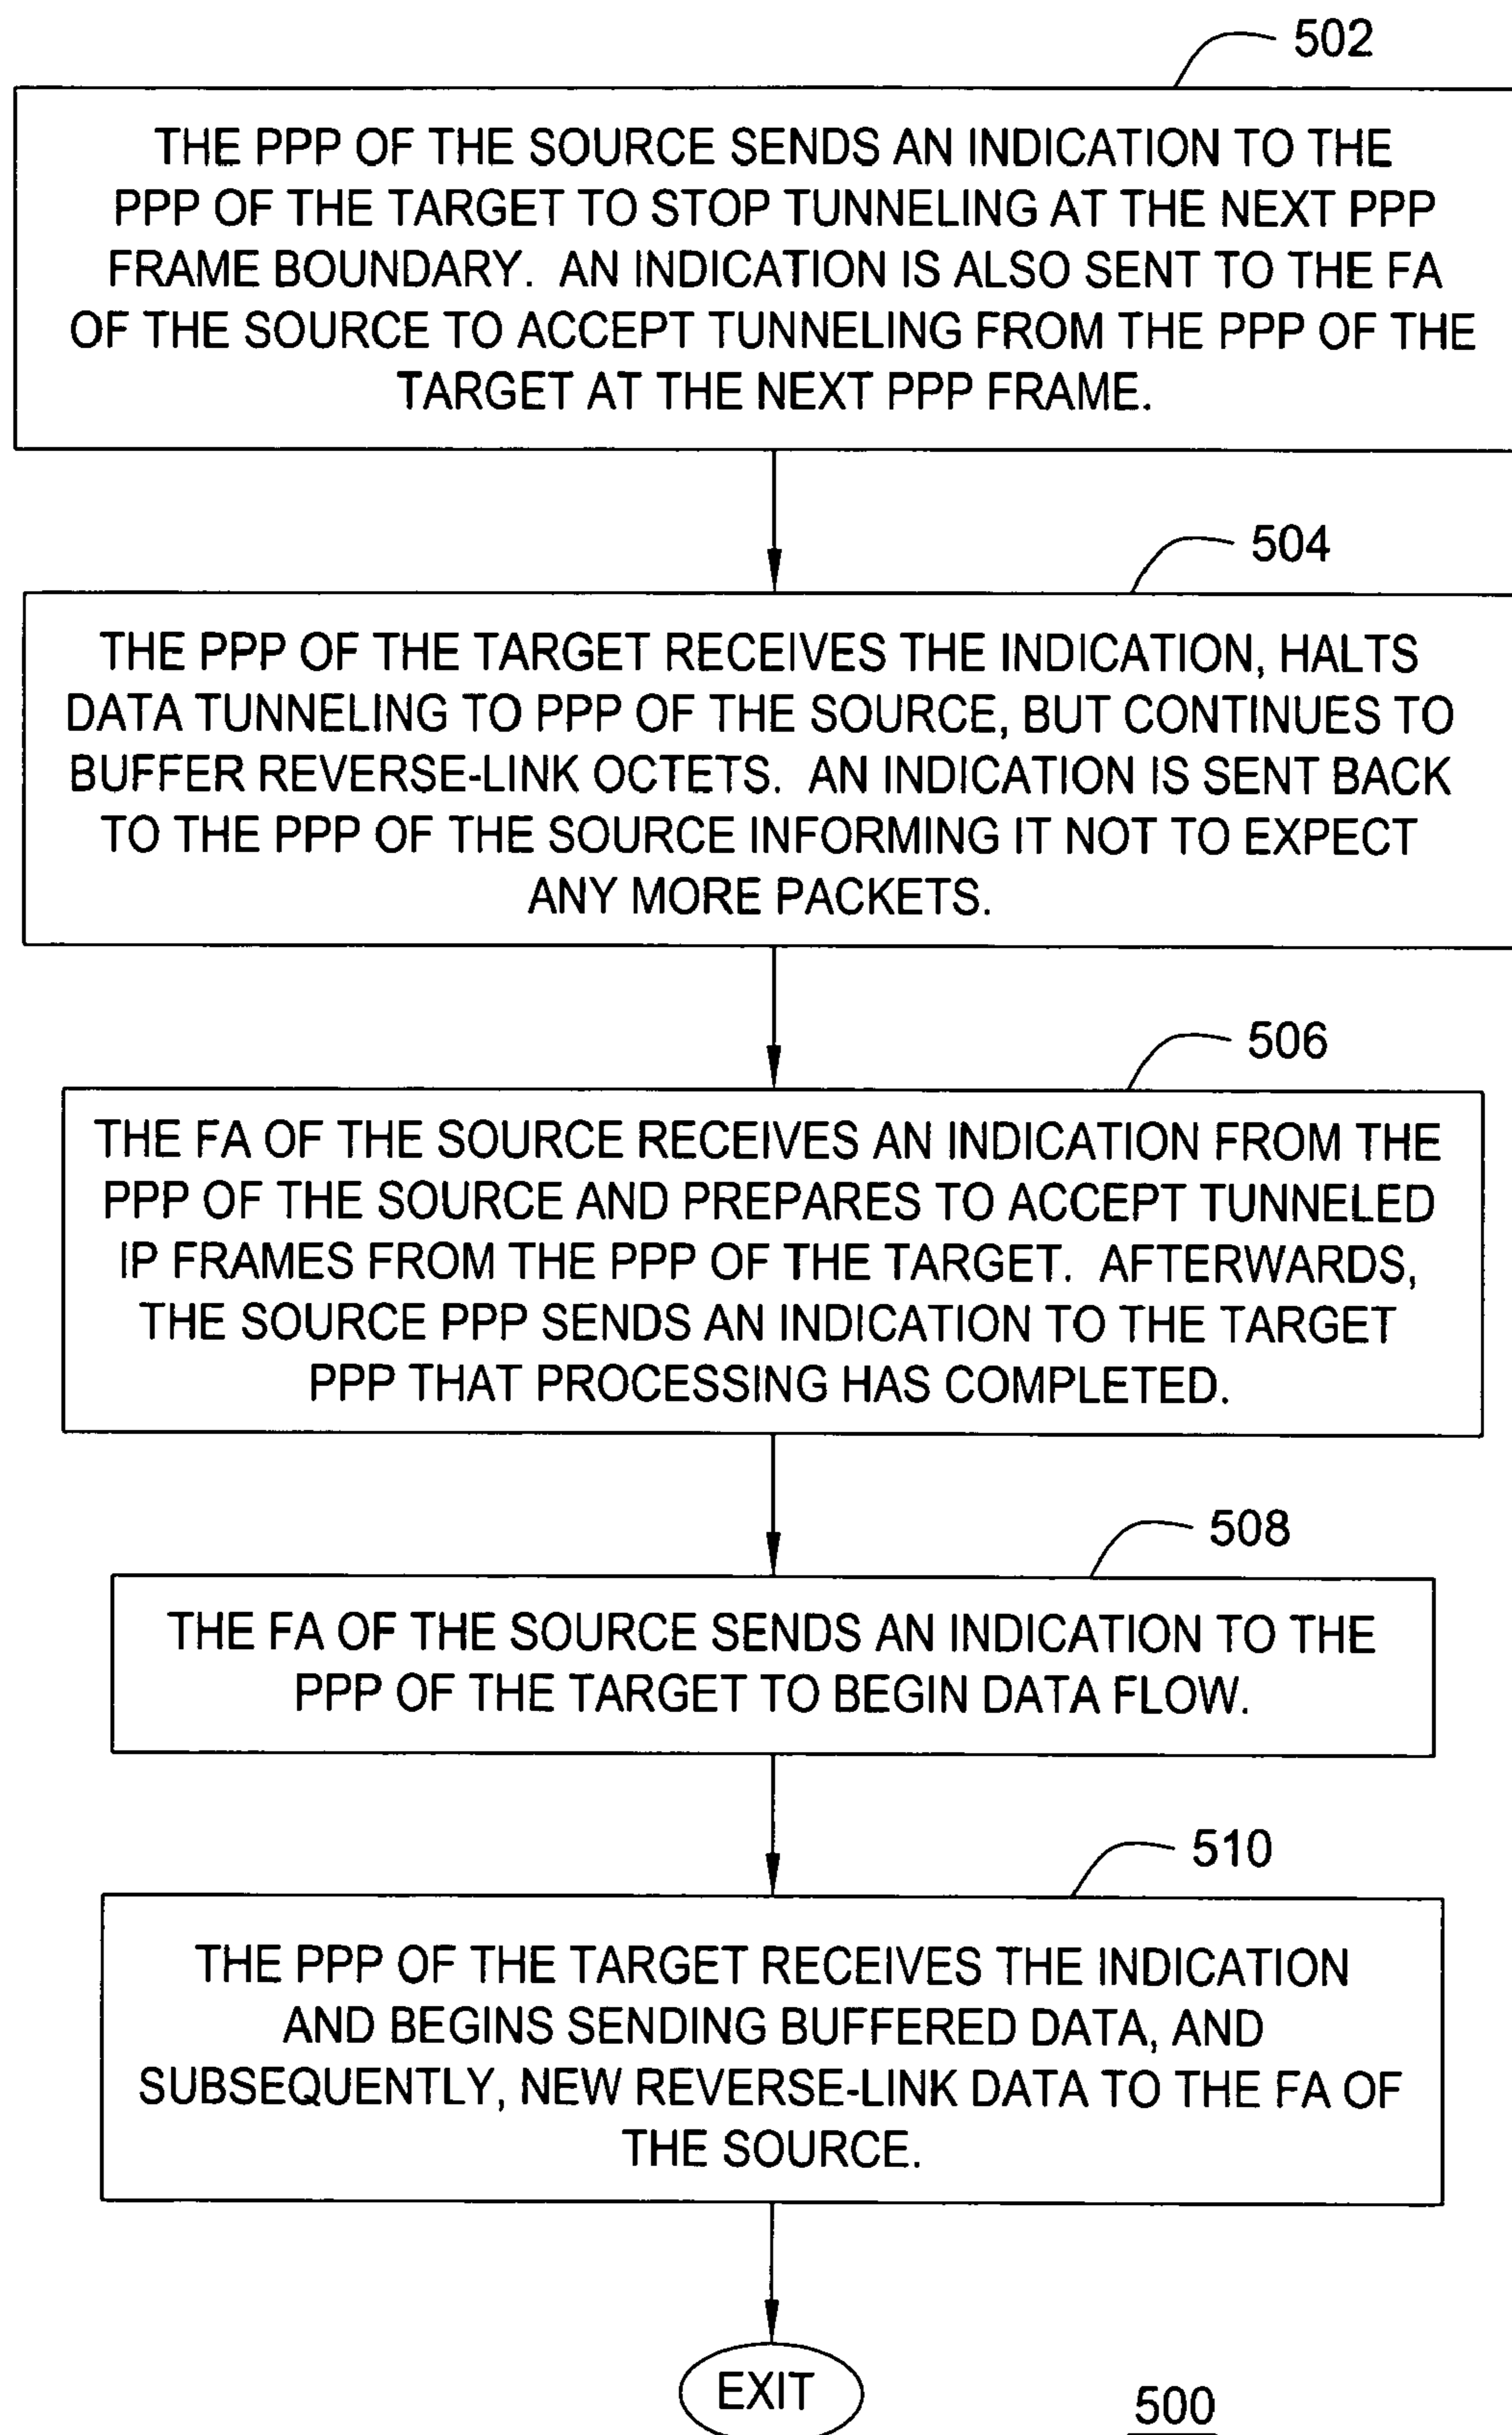 502
THE PPP OF THE SOURCE SENDS AN INDICATION TO THE
PPP OF THE TARGET TO STOP TUNNELING AT THE NEXT PPP
FRAME BOUNDARY. AN INDICATION IS ALSO SENT TO THE FA
OF THE SOURCE TO ACCEPT TUNNELING FROM THE PPP OF THE
TARGET AT THE NEXT PPP FRAME.
504
THE PPP OF THE TARGET RECEIVES THE INDICATION, HALTS
DATA TUNNELING TO PPP OF THE SOURCE, BUT CONTINUES TO
BUFFER REVERSE-LINK OCTETS. AN INDICATION IS SENT BACK
TO THE PPP OF THE SOURCE INFORMING IT NOT TO EXPECT
ANY MORE PACKETS.
506
THE FA OF THE SOURCE RECEIVES AN INDICATION FROM THE
PPP OF THE SOURCE AND PREPARES TO ACCEPT TUNNELED
IP FRAMES FROM THE PPP OF THE TARGET. AFTERWARDS,
THE SOURCE PPP SENDS AN INDICATION TO THE TARGET
PPP THAT PROCESSING HAS COMPLETED.
508
THE FA OF THE SOURCE SENDS AN INDICATION TO THE
PPP OF THE TARGET TO BEGIN DATA FLOW.
510
THE PPP OF THE TARGET RECEIVES THE INDICATION
AND BEGINS SENDING BUFFERED DATA, AND
SUBSEQUENTLY, NEW REVERSE-LINK DATA TO THE FA OF
THE SOURCE.
EXIT
500